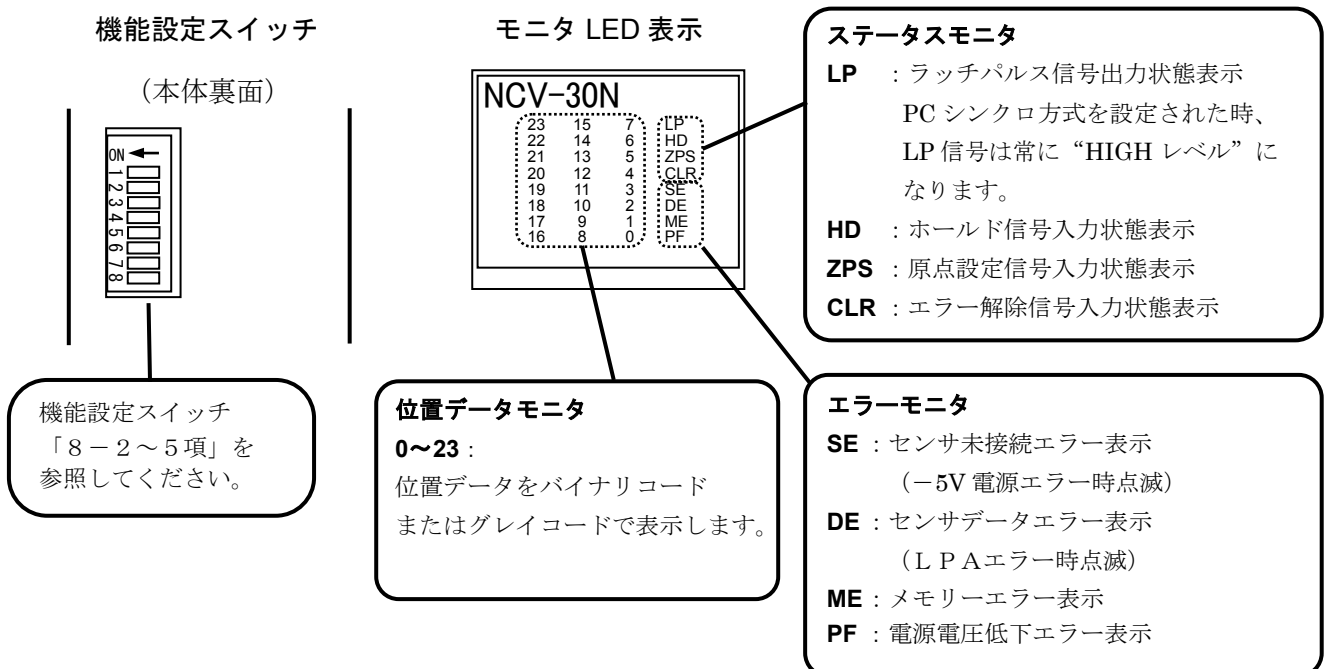 機能設定スイッチ
(本体裏面)
ON
1
2
3
4
5
6
7
8
機能設定スイッチ
「8-2~5項」を
参照してください。
モニタ LED 表示
NCV-30N
23 15 7 LP
22 14 6 HD
21 13 5 ZPS
20 12 4 CLR
19 11 3 SE
18 10 2 DE
17 9 1 ME
16 8 0 PF
位置データモニタ
0~23:
位置データをバイナリコード
またはグレイコードで表示します。
ステータスモニタ
LP :ラッチパルス信号出力状態表示
PC シンクロ方式を設定された時、
LP 信号は常に“HIGH レベル”に
なります。
HD :ホールド信号入力状態表示
ZPS :原点設定信号入力状態表示
CLR :エラー解除信号入力状態表示
エラーモニタ
SE :センサ未接続エラー表示
(-5V 電源エラー時点滅)
DE :センサデータエラー表示
(LPAエラー時点滅)
ME :メモリーエラー表示
PF :電源電圧低下エラー表示